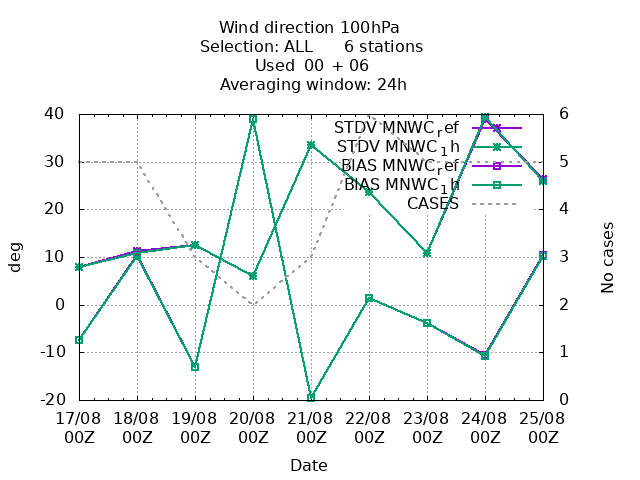 Wind direction 100hPa
Selection: ALL 6 stations
Used 00 + 06
Averaging window: 24h
40
30
20
10
0
-10
-20
deg
6
5
4
3
2
1
0
No cases
STDV MNWC_ref
STDV MNWC_1h
BIAS MNWC_ref
BIAS MNWC_1h
CASES
17/08 18/08 19/08 20/08 21/08 22/08 23/08 24/08 25/08
00Z 00Z 00Z 00Z 00Z 00Z 00Z 00Z 00Z
Date